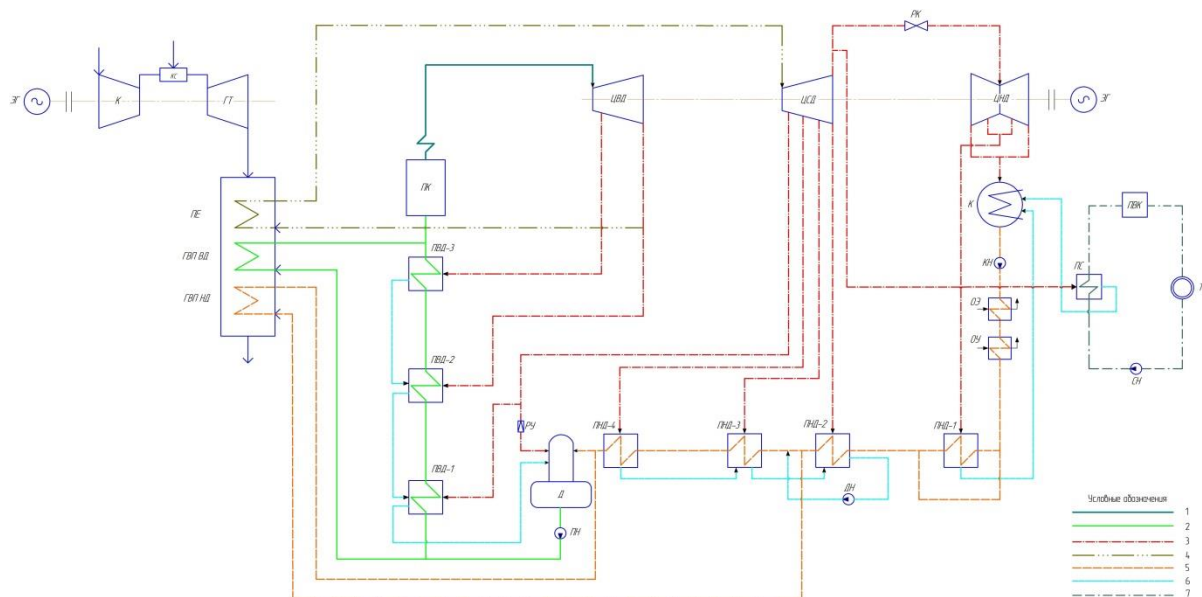 РК
КС
ЗГ
К
ГТ
ЦВД
ЦСД
ЦНД
ЗГ
ПК
ПЕ
К
ПВК
ГВП ВД
ПВД-3
КН
ПС
ГВП НД
ОЭ
ОУ
ПВД-2
СН
РУ
ПНД-4
ПНД-3
ПНД-2
ПНД-1
ПВД-1
Д
ДН
ПН
Условные обозначения
1
2
3
4
5
6
7